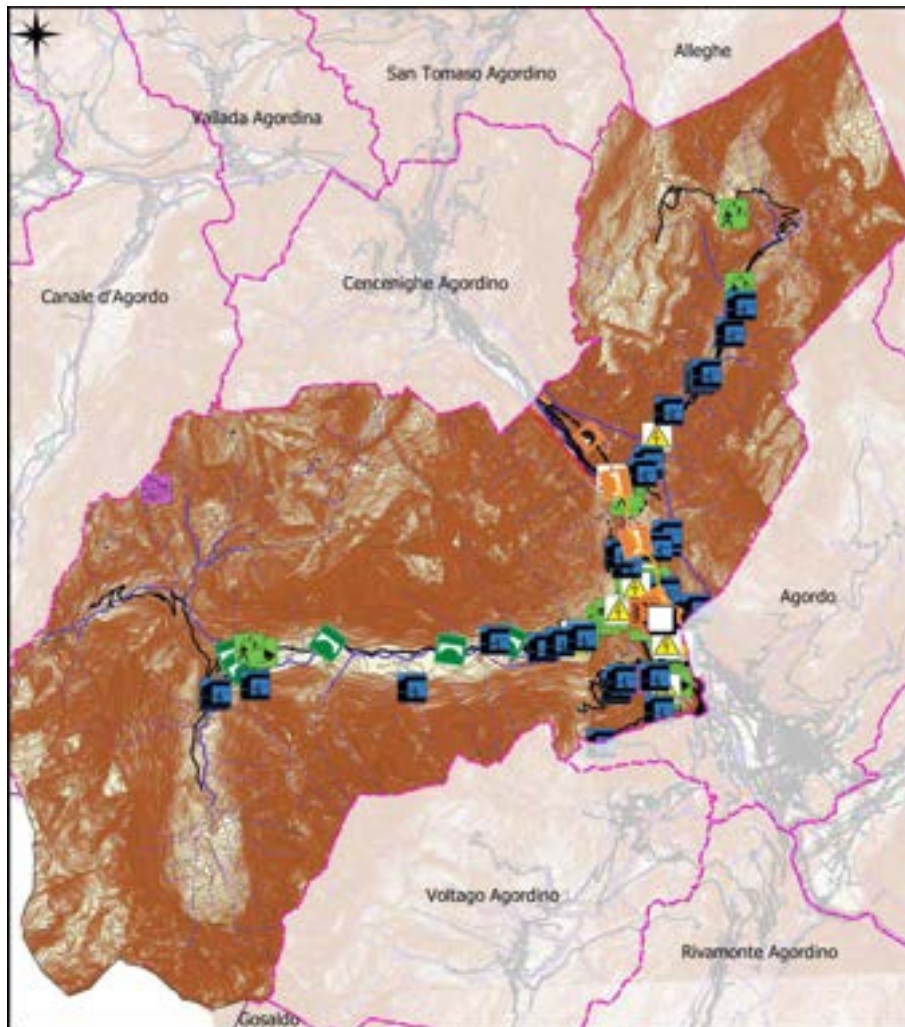 Alleghe
San Tomaso Agordino
Vallada Agordina
Cencenighe Agordino
Canale d'Agordo
Agordo
Voltago Agordino
Rivamonte Agordino
Gosaldo